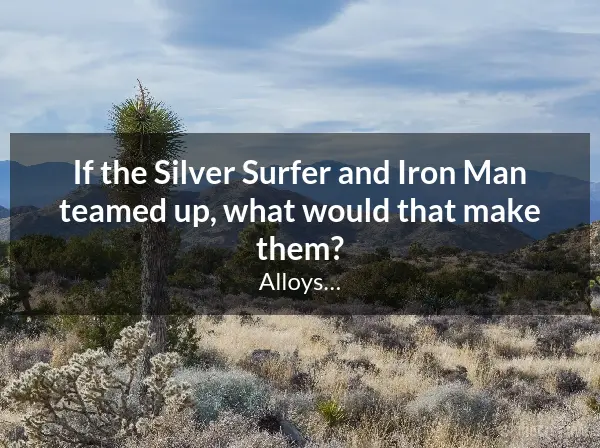 If the Silver Surfer and Iron Man
teamed up, what would that make
them?
Alloys...